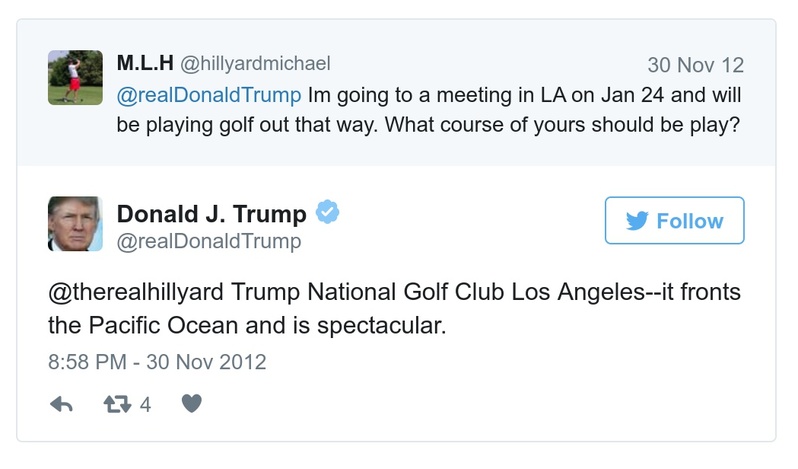 M.L.H @hillyardmichael 30 Nov 12
@realDonaldTrump Im going to a meeting in LA on Jan 24 and will
be playing golf out that way. What course of yours should be play?
Donald J. Trump
@realDonaldTrump
Follow
@therealhillyard Trump National Golf Club Los Angeles--it fronts
the Pacific Ocean and is spectacular.
8:58 PM - 30 Nov 2012
4